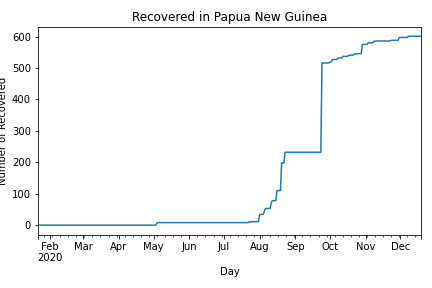 Recovered in Papua New Guinea
Number of Recovered
600
500
400
300
200
100
0
Feb Mar Apr May Jun Jul Aug Sep Oct Nov Dec
2020
Day